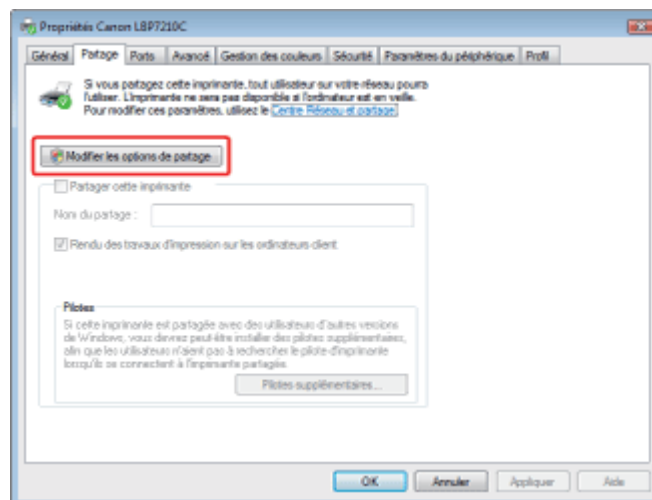 Propriétés Canon LBP7210C
Général Partage Ports Avancé Gestion des couleurs Sécurité Paramètres du périphérique Profil
Si vous partagez cette imprimante, tout utilisateur sur votre réseau pourra
l'utiliser. L'imprimante ne sera pas disponible si l'ordinateur est en veille.
Pour modifier ces paramètres, utilisez le Centre Réseau et partage.
Modifier les options de partage
Partager cette imprimante
Nom du partage :
Rendu des travaux d'impression sur les ordinateurs client
Pilotes
Si cette imprimante est partagée avec des utilisateurs d'autres versions
de Windows, vous devrez peut-être installer des pilotes supplémentaires,
afin que les utilisateurs n'aient pas à rechercher le pilote d'imprimante
lorsqu'ils se connectent à l'imprimante partagée.
Pilotes supplémentaires...
OK Annuler Appliquer Aide